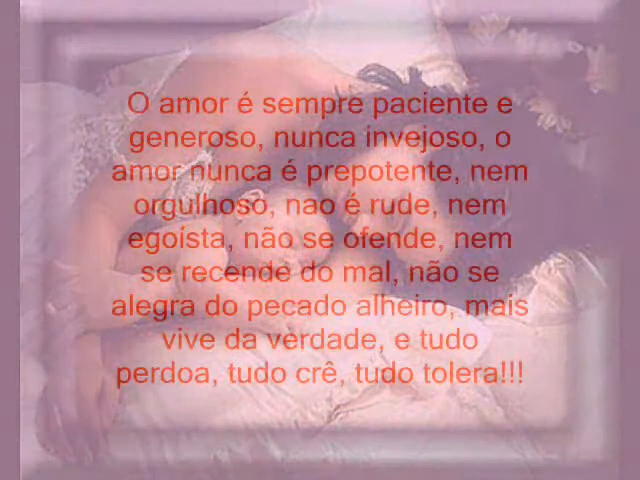 O amor é sempre paciente e
generoso, nunca invejoso, o
amor nunca é prepotente, nem
orgulhoso, nao é rude, nem
egoísta, não se ofende, nem
se recende do mal, não se
alegra do pecado alheiro, mais
vive da verdade, e tudo
perdoa, tudo crê, tudo tolera!!!